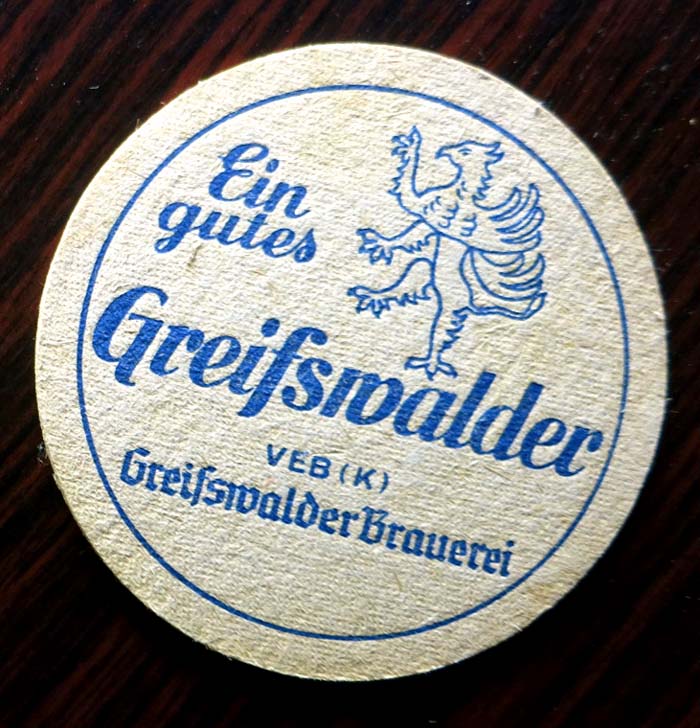 Ein
gutes
Greifswalder
VEB (K)
Greifswalder Brauerei